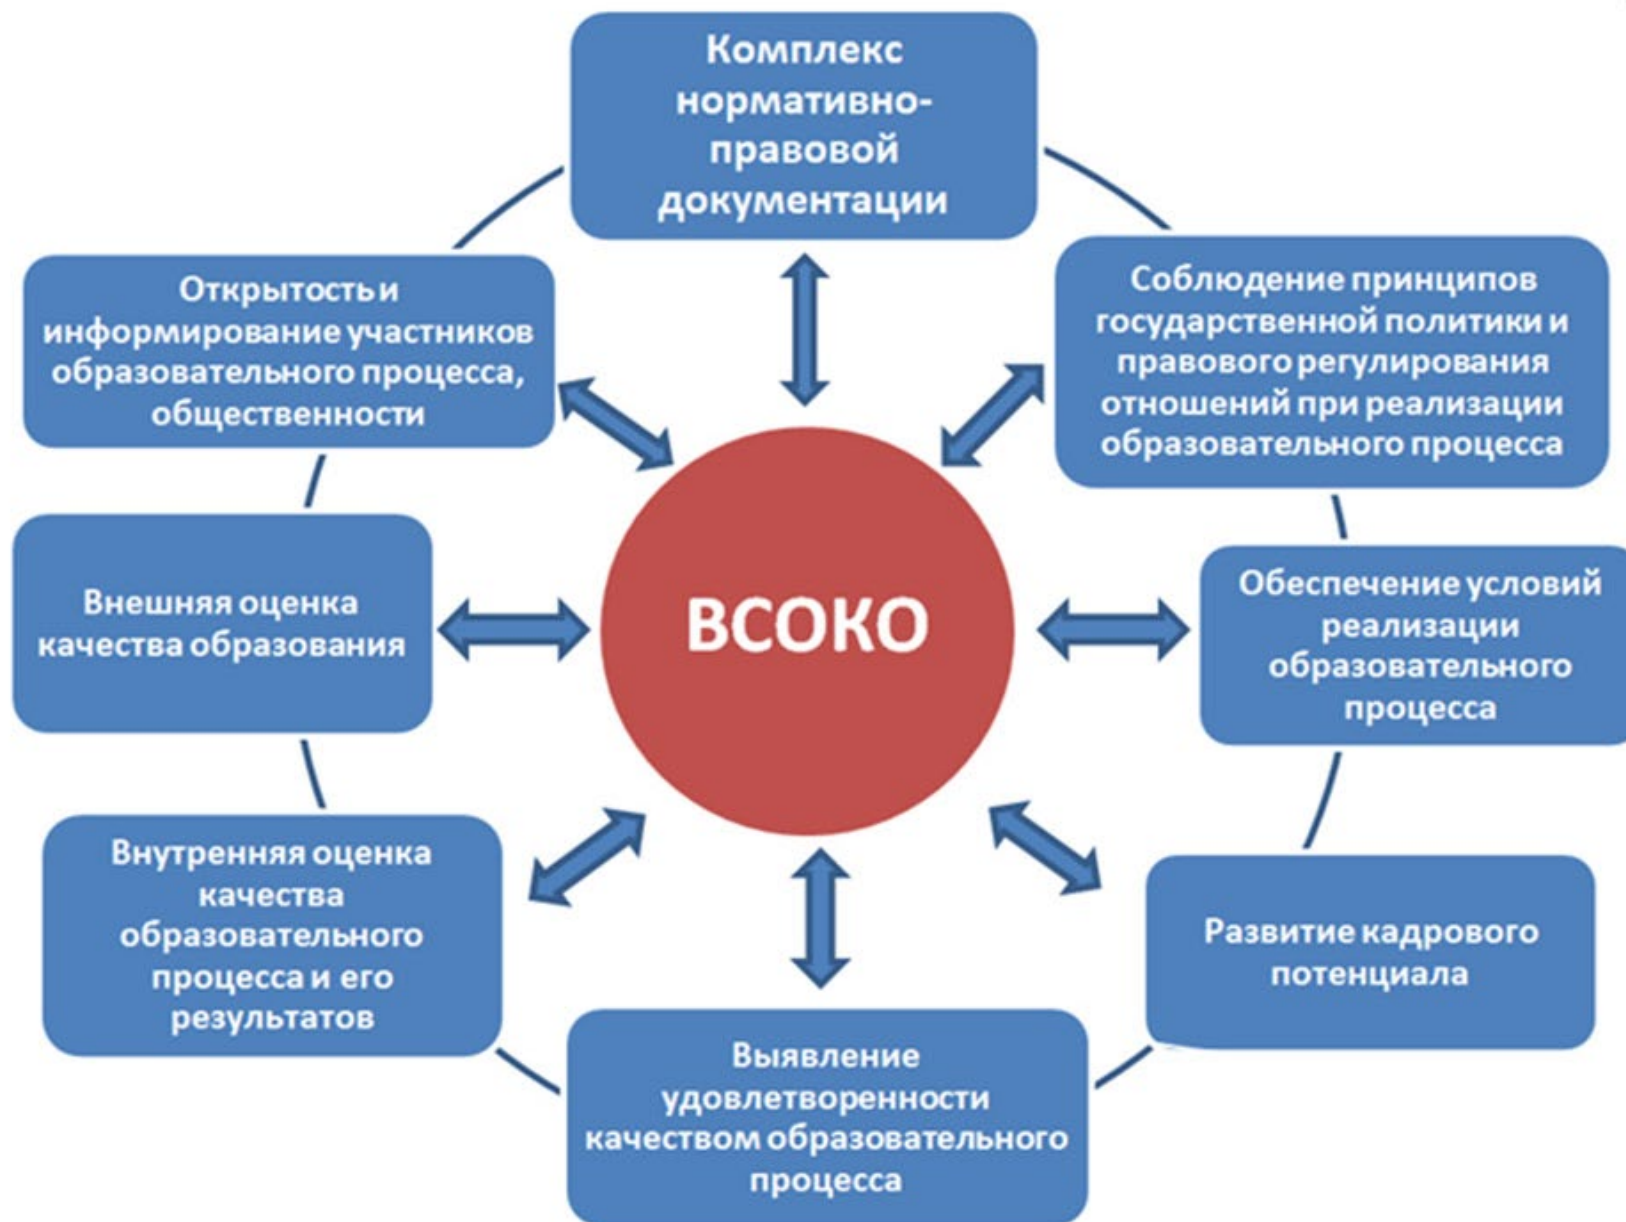 Комплекс
нормативно-
правовой
документации
Соблюдение принципов
государственной политики и
правового регулирования
отношений при реализации
образовательного процесса
Обеспечение условий
реализации
образовательного
процесса
Развитие кадрового
потенциала
Выявление
удовлетворенности
качеством образовательного
процесса
Внутренняя оценка
качества
образовательного
процесса и его
результатов
Внешняя оценка
качества образования
Открытость и
информирование участников
образовательного процесса,
общественности
ВСОКО